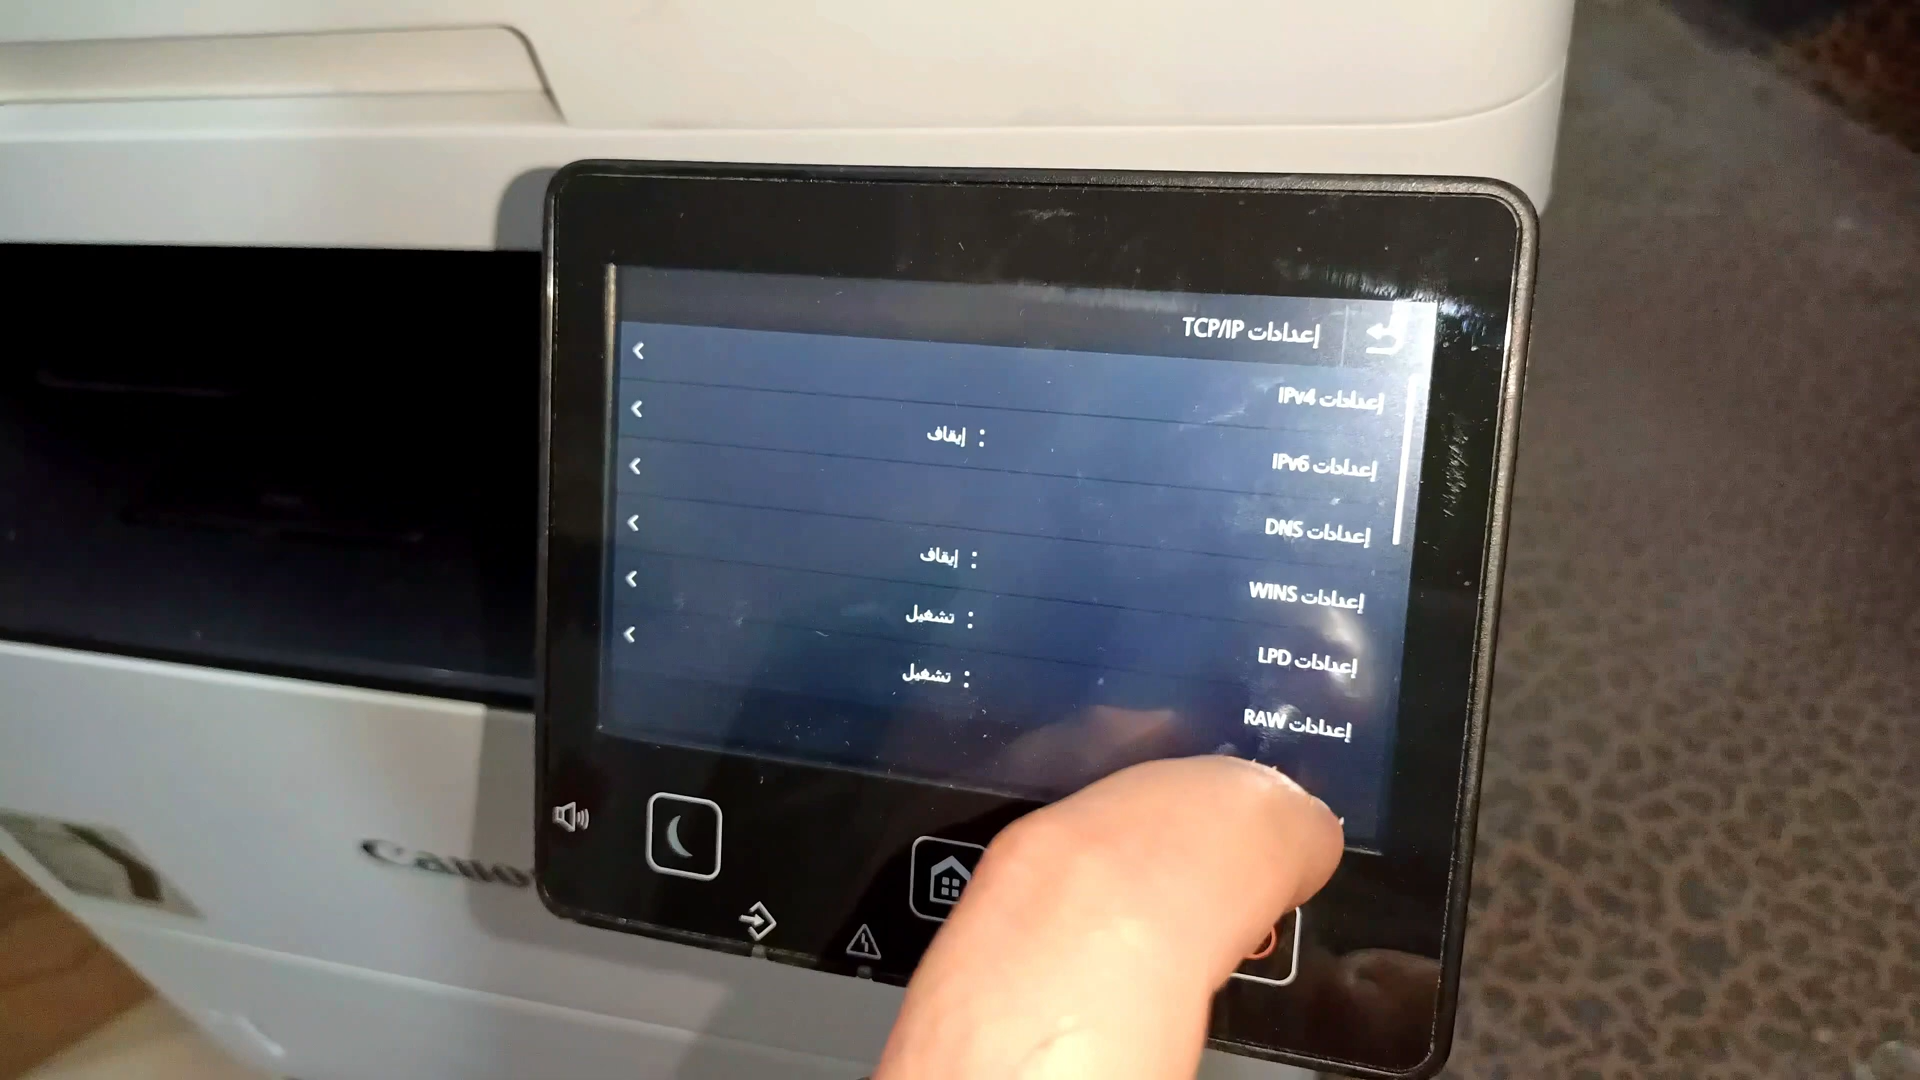 إعدادات TCP/IP
إعدادات IPv4
إعدادات IPv6 : إيقاف
إعدادات DNS
إعدادات WINS : إيقاف
إعدادات LPD : تشغيل
إعدادات RAW : تشغيل
Canon